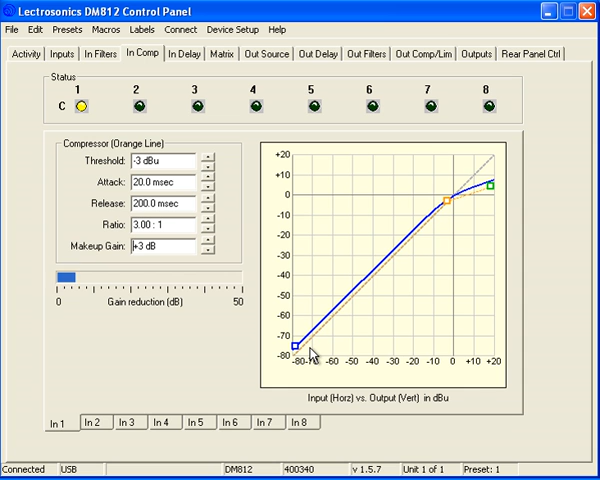 Lectrosonics DM812 Control Panel
File Edit Presets Macros Labels Connect Device Setup Help
Activity Inputs In Filters In Comp In Delay Matrix Out Source Out Delay Out Filters Out Comp/Lim Outputs Rear Panel Ctrl
Status
1 2 3 4 5 6 7 8
C
Compressor (Orange Line)
Threshold: -3 dBu
Attack: 20.0 msec
Release: 200.0 msec
Ratio: 3.00 : 1
Makeup Gain: +3 dB
0 50
Gain reduction (dB)
+20
+10
0
-10
-20
-30
-40
-50
-60
-70
-80
-80 -70 -60 -50 -40 -30 -20 -10 0 +10 +20
Input (Horz) vs. Output (Vert) in dBu
In 1 In 2 In 3 In 4 In 5 In 6 In 7 In 8
Connected USB DM812 400340 v 1.5.7 Unit 1 of 1 Preset: 1